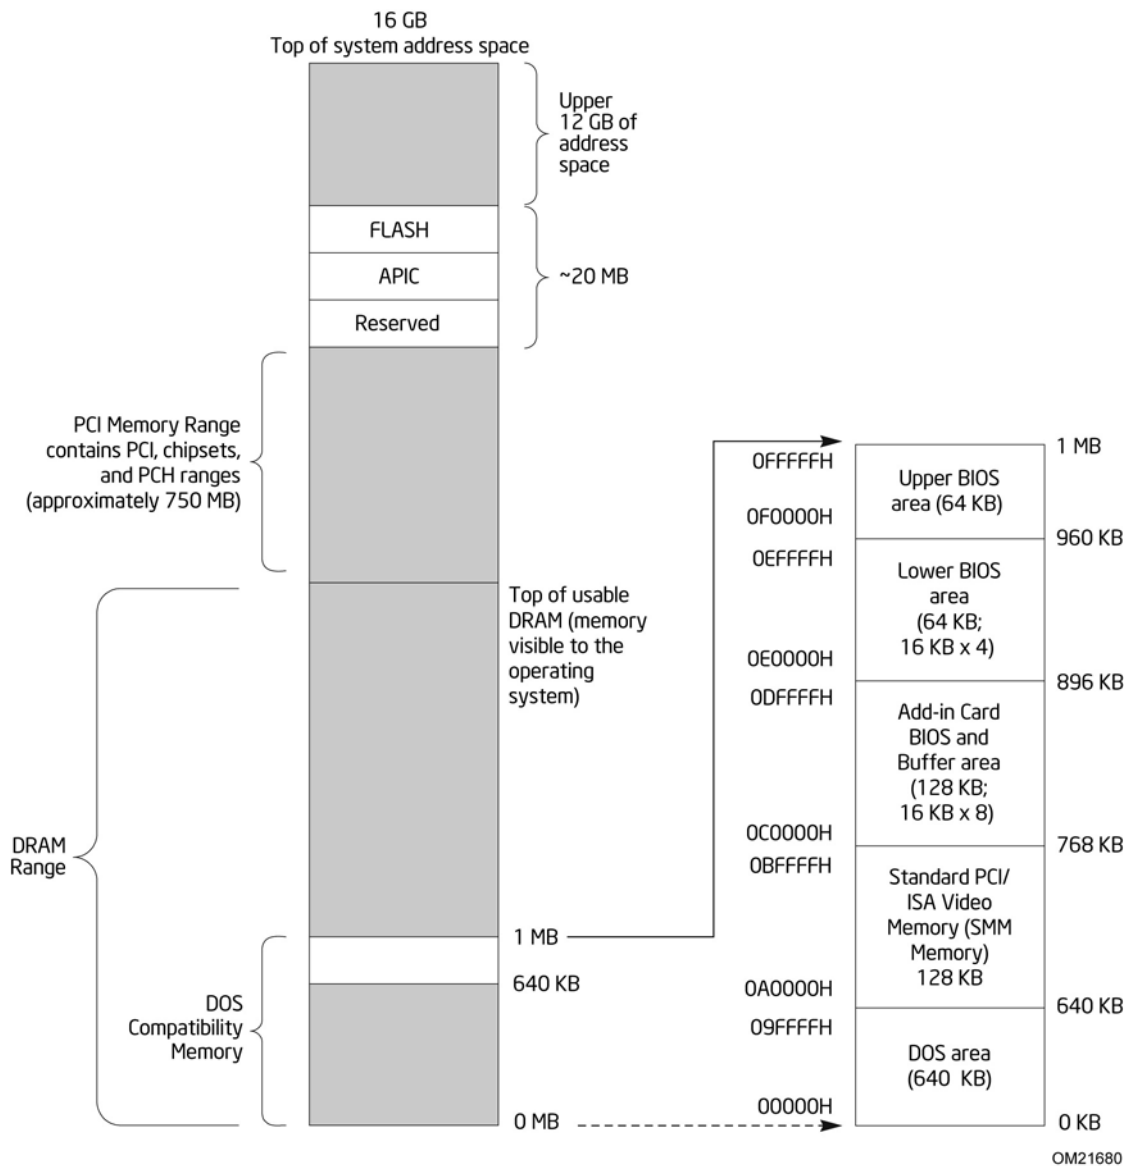 16 GB
Top of system address space
Upper
12 GB of
address
space
FLASH
APIC
Reserved
~20 MB
PCI Memory Range
contains PCI, chipsets,
and PCH ranges
(approximately 750 MB)
Top of usable
DRAM (memory
visible to the
operating
system)
DRAM
Range
1 MB
640 KB
DOS
Compatibility
Memory
0 MB
0FFFFFH
0F0000H
0EFFFFH
0E0000H
0DFFFFH
0C0000H
0BFFFFH
0A0000H
09FFFFH
00000H
Upper BIOS
area (64 KB)
Lower BIOS
area
(64 KB;
16 KB x 4)
Add-in Card
BIOS and
Buffer area
(128 KB;
16 KB x 8)
Standard PCI/
ISA Video
Memory (SMM
Memory)
128 KB
DOS area
(640 KB)
1 MB
960 KB
896 KB
768 KB
640 KB
0 KB
OM21680